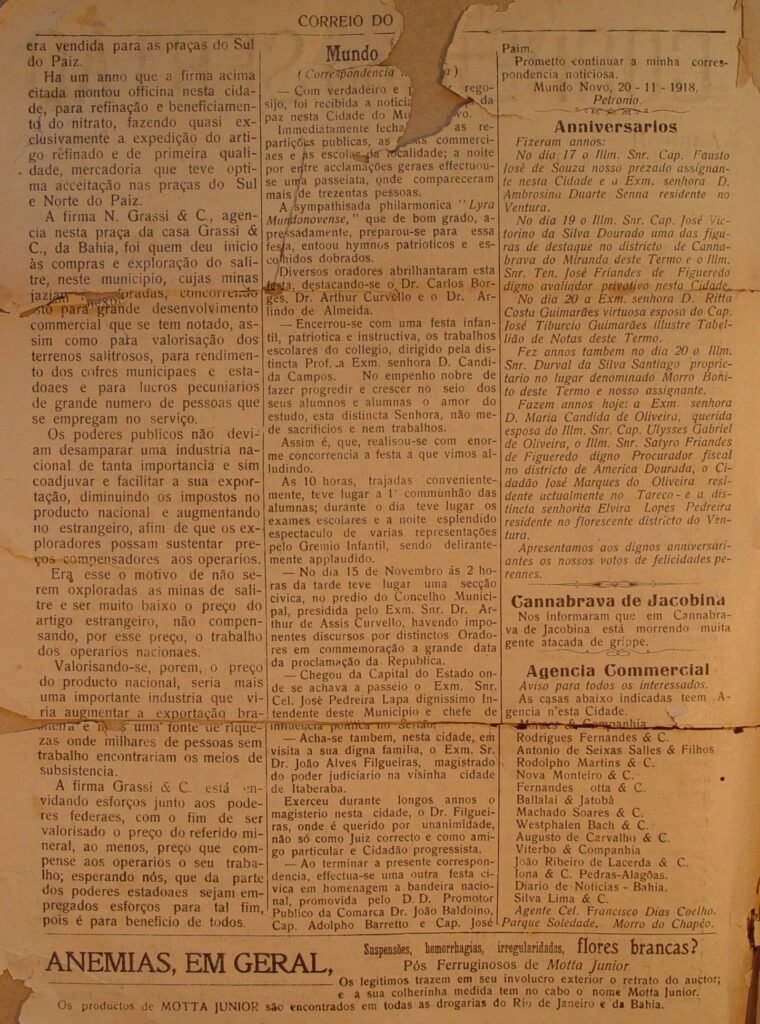 CORREIO DO
era vendida para as praças do Sul
do Paiz.
Ha um anno que a firma acima
citada montou officina nesta cida-
de, para refinação e beneficiamen-
to do nitrato, fazendo quasi ex-
clusivamente a expedição do arti-
go refinado e de primeira quali-
dade, mercadoria que teve opti-
ma acceitação nas praças do Sul
e Norte do Paiz.
A firma N. Grassi & C., agen-
cia nesta praça da casa Grassi &
C., da Bahia, foi quem deu inicio
às compras e exploração do sali-
tre, neste municipio, cujas minas
jaziam concorrendo
isto para grande desenvolvimento
commercial que se tem notado, as-
sim como para valorisação dos
terrenos salitrosos, para rendimento
dos cofres municipaes e esta-
doaes e para lucros pecuniarios
de grande numero de pessoas que
se empregam no serviço.
Os poderes publicos não devi-
am desamparar uma industria na-
cional de tanta importancia e sim
coadjuvar e facilitar a sua expor-
tação, diminuindo os impostos no
producto nacional e augmentando
no estrangeiro, afim de que os ex-
ploradores possam sustentar pre-
ços compensadores aos operarios.
Era esse o motivo de não se-
rem oxploradas as minas de sali-
tre e ser muito baixo o preço do
artigo estrangeiro, não compen-
sando, por esse preço, o trabalho
dos operarios nacionaes.
Valorisando-se, porem, o preço
do producto nacional, seria mais
uma importante industria que vi-
ria augmentar a exportação bra-
uma fonte de rique-
zas onde milhares de pessoas sem
trabalho encontrariam os meios de
subsistencia.
A firma Grassi & C. está en-
vidando esforços junto aos pode-
res federaes, com o fim de ser
valorisado o preço do referido mi-
neral, ao menos, preço que com-
pense aos operarios o seu traba-
lho; esperando nós, que da parte
dos poderes estadoaes sejam em-
pregados esforços para tal fim,
pois é para beneficio de todos.
Mundo
(Correspondencia )
— Com verdadeiro e rego-
sijo, foi recibida a noticia da
paz nesta Cidade do
Immediatamente as re-
partições publicas, as commerci-
aes e as escolas da localidade; a noite
por entre acclamações geraes effectuou-
se uma passeiata, onde compareceram
mais de trezentas pessoas.
A sympathisada philarmonica "Lyra
Mundonovense," que de bom grado, a-
pressadamente, preparou-se para essa
festa, entoou hymnos patrioticos e es-
colhidos dobrados.
Diversos oradores abrilhantaram esta
festa, destacando-se o Dr. Carlos Bor-
ges, Dr. Arthur Curvello e o Dr. Ar-
lindo de Almeida.
— Encerrou-se com uma festa infan-
til, patriotica e instructiva, os trabalhos
escolares do collegio, dirigido pela dis-
tincta Prof.a Exm. senhora D. Candi-
da Campos. No empenho nobre de
fazer progredir e crescer no seio dos
seus alumnos e alumnas o amor do
estudo, esta distincta Senhora, não me-
de sacrificios e nem trabalhos.
Assim é, que, realisou-se com enor-
me concorrencia a festa a que vimos al-
ludindo.
As 10 horas, trajadas conveniente-
mente, teve lugar a 1ª communhão das
alumnas; durante o dia teve lugar os
exames escolares e a noite esplendido
espectaculo de varias representações
pelo Gremio Infantil, sendo delirante-
mente applaudido.
— No dia 15 de Novembro ás 2 ho-
ras da tarde teve lugar uma secção
civica, no predio do Concelho Munici-
pal, presidida pelo Exm. Snr. Dr. Ar-
thur de Assis Curvello, havendo impo-
nentes discursos por distinctos Orado-
res em commemoração a grande data
da proclamação da Republica.
— Chegou da Capital do Estado on-
de se achava a passeio o Exm. Snr.
Cel. José Pedreira Lapa dignissimo In-
tendente deste Municipio e chefe de
influencia politica no Sertão.
— Acha-se tambem, nesta cidade, em
visita a sua digna familia, o Exm. Sr.
Dr. João Alves Filgueiras, magistrado
do poder judiciario na visinha cidade
de Itaberaba.
Exerceu durante longos annos o
magisterio nesta cidade, o Dr. Filguei-
ras, onde é querido por unanimidade,
não só como Juiz correcto e como ami-
go particular e Cidadão progressista.
— Ao terminar a presente correspon-
dencia, effectua-se uma outra festa ci-
vica em homenagem a bandeira nacio-
nal, promovida pelo D. D. Promotor
Publico da Comarca Dr. João Baldoino,
Cap. Adolpho Barretto e Cap. José
Paim.
Prometto continuar a minha corres-
pondencia noticiosa.
Mundo Novo, 20-11-1918.
Petronio.
Anniversarios
Fizeram annos:
No dia 17 o Illm. Snr. Cap. Fausto
José de Souza nosso prezado assignan-
te nesta Cidade e a Exm. senhora D.
Ambrosina Duarte Senna residente no
Ventura.
No dia 19 o Illm. Snr. Cap. José Vic-
torino da Silva Dourado uma das figu-
ras de destaque no districto de Canna-
brava do Miranda deste Termo e o Illm.
Snr. Ten. José Friandes de Figueredo
digno avaliador privativo nesta Cidade.
No dia 20 a Exm. senhora D. Ritta
Costa Guimarães virtuosa esposa do Cap.
José Tiburcio Guimarães illustre Tabel-
lião de Notas deste Termo.
Fez annos tambem no dia 20 o Illm.
Snr. Durval da Silva Santiago proprie-
tario no lugar denominado Morro Boni-
to deste Termo e nosso assignante.
Fazem annos hoje: a Exm. senhora
D. Maria Candida de Oliveira, querida
esposa do Illm. Snr. Cap. Ulysses Gabriel
de Oliveira, o Illm. Snr. Satyro Friandes
de Figueredo digno Procurador fiscal
no districto de America Dourada, o Ci-
dadão José Marques do Oliveira resi-
dente actualmente no Tareco - e a dis-
tincta senhorita Elvira Lopes Pedreira
residente no florescente districto do Ven-
tura.
Apresentamos aos dignos anniversari-
antes os nossos votos de felicidades pe-
rennes.
Cannabrava de Jacobina
Nos informaram que em Cannabra-
va de Jacobina está morrendo muita
gente atacada de grippe.
Agencia Commercial
Aviso para todos os interessados.
As casas abaixo indicadas teem A-
gencia n'esta Cidade.
& Companhia
Rodrigues Fernandes & C.
Antonio de Seixas Salles & Filhos
Rodolpho Martins & C.
Nova Monteiro & C.
Fernandes otta & C.
Ballalai & Jatobà
Machado Soares & C.
Westphalen Bach & C.
Augusto de Carvalho & C.
Viterbo & Companhia
João Ribeiro de Lacerda & C.
Iona & C. Pedras-Alagôas.
Diario de Noticias - Bahia.
Silva Lima & C.
Agente Cel. Francisco Dias Coelho.
Parque Soledade. Morro do Chapéo.
ANEMIAS, EM GERAL,
Suspensões, hemorrhagias, irregularidades, flores brancas?
Pós Ferruginosos de Motta Junior
Os legitimos trazem em seu involucro exterior o retrato do auctor;
e a sua colherinha medida tem no cabo o nome Motta Junior.
Os productos de MOTTA JUNIOR são encontrados em todas as drogarias do Rio de Janeiro e da Bahia.